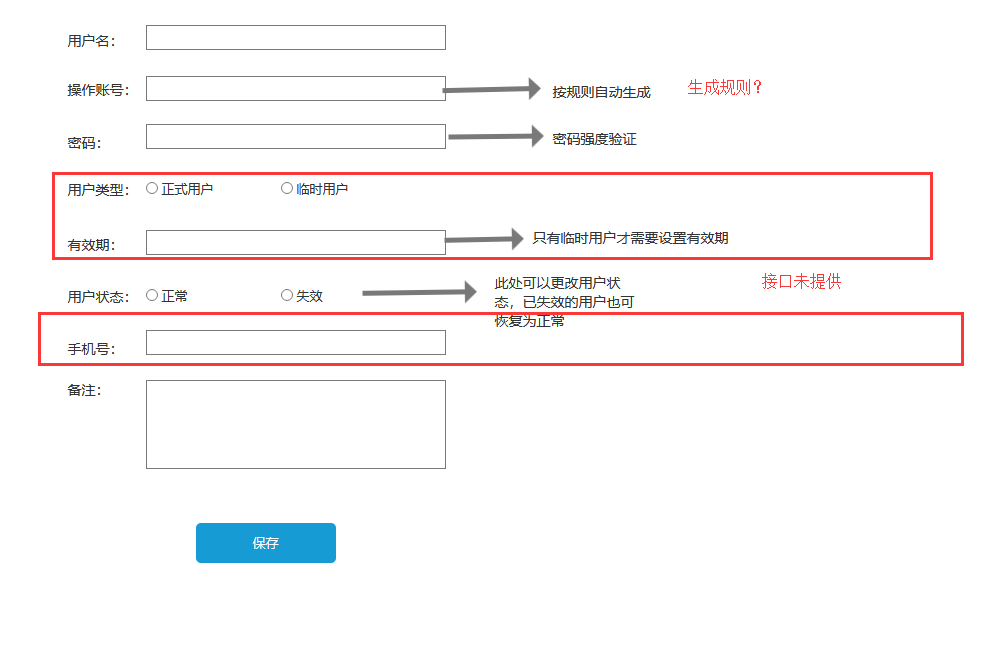 用户名：
操作账号：
按规则自动生成
生成规则？
密码：
密码强度验证
用户类型：
正式用户
临时用户
有效期：
只有临时用户才需要设置有效期
用户状态：
正常
失效
此处可以更改用户状
态，已失效的用户也可
恢复为正常
接口未提供
手机号：
备注：
保存